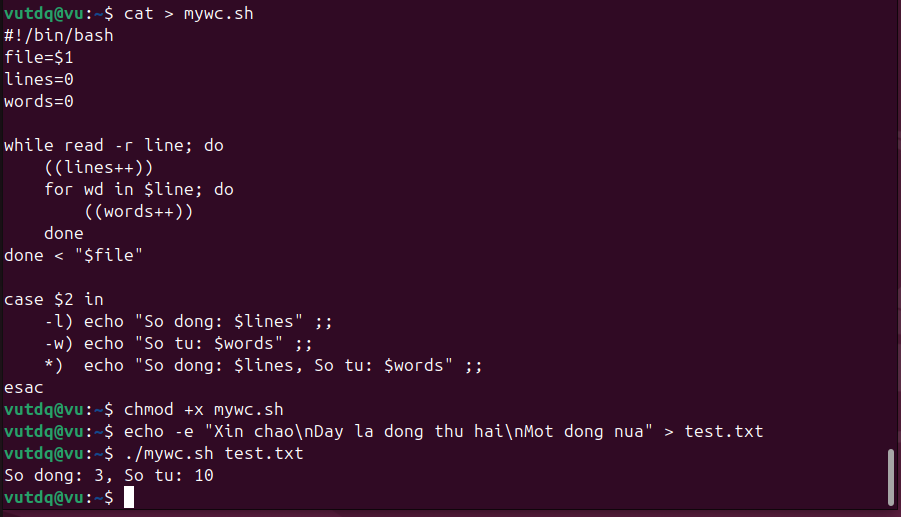 vutdq@vu:~$ cat > mywc.sh
#!/bin/bash
file=$1
lines=0
words=0

while read -r line; do
    ((lines++))
    for wd in $line; do
        ((words++))
    done
done < "$file"

case $2 in
    -l) echo "So dong: $lines" ;;
    -w) echo "So tu: $words" ;;
    *)  echo "So dong: $lines, So tu: $words" ;;
esac
vutdq@vu:~$ chmod +x mywc.sh
vutdq@vu:~$ echo -e "Xin chao\nDay la dong thu hai\nMot dong nua" > test.txt
vutdq@vu:~$ ./mywc.sh test.txt
So dong: 3, So tu: 10
vutdq@vu:~$